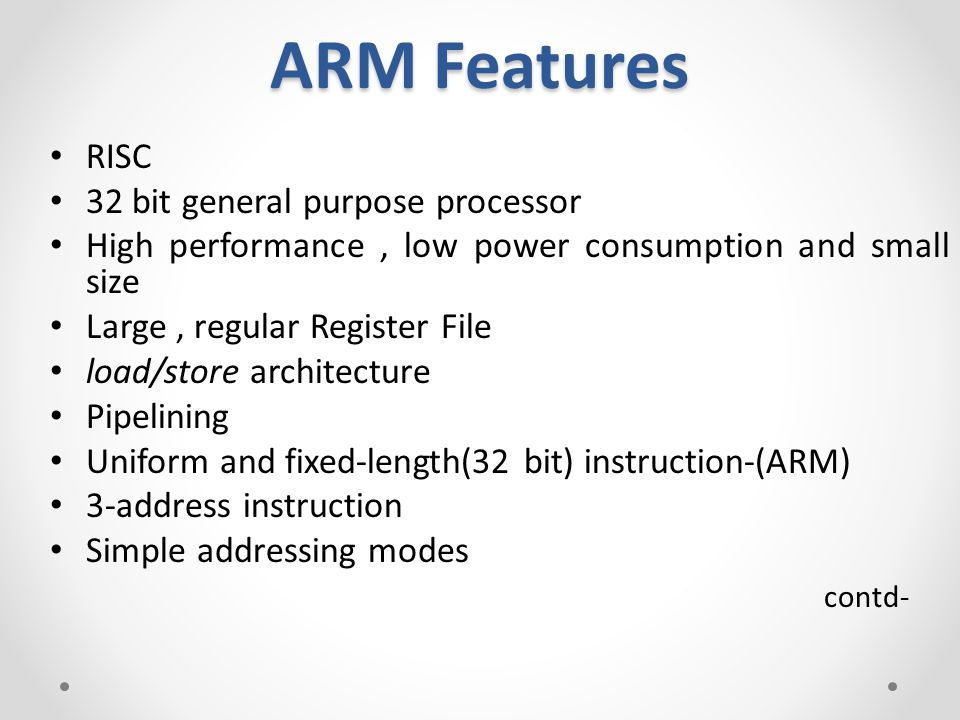 ARM Features
• RISC
• 32 bit general purpose processor
• High performance , low power consumption and small
size
• Large , regular Register File
• load/store architecture
• Pipelining
• Uniform and fixed-length(32 bit) instruction-(ARM)
• 3-address instruction
• Simple addressing modes
contd-